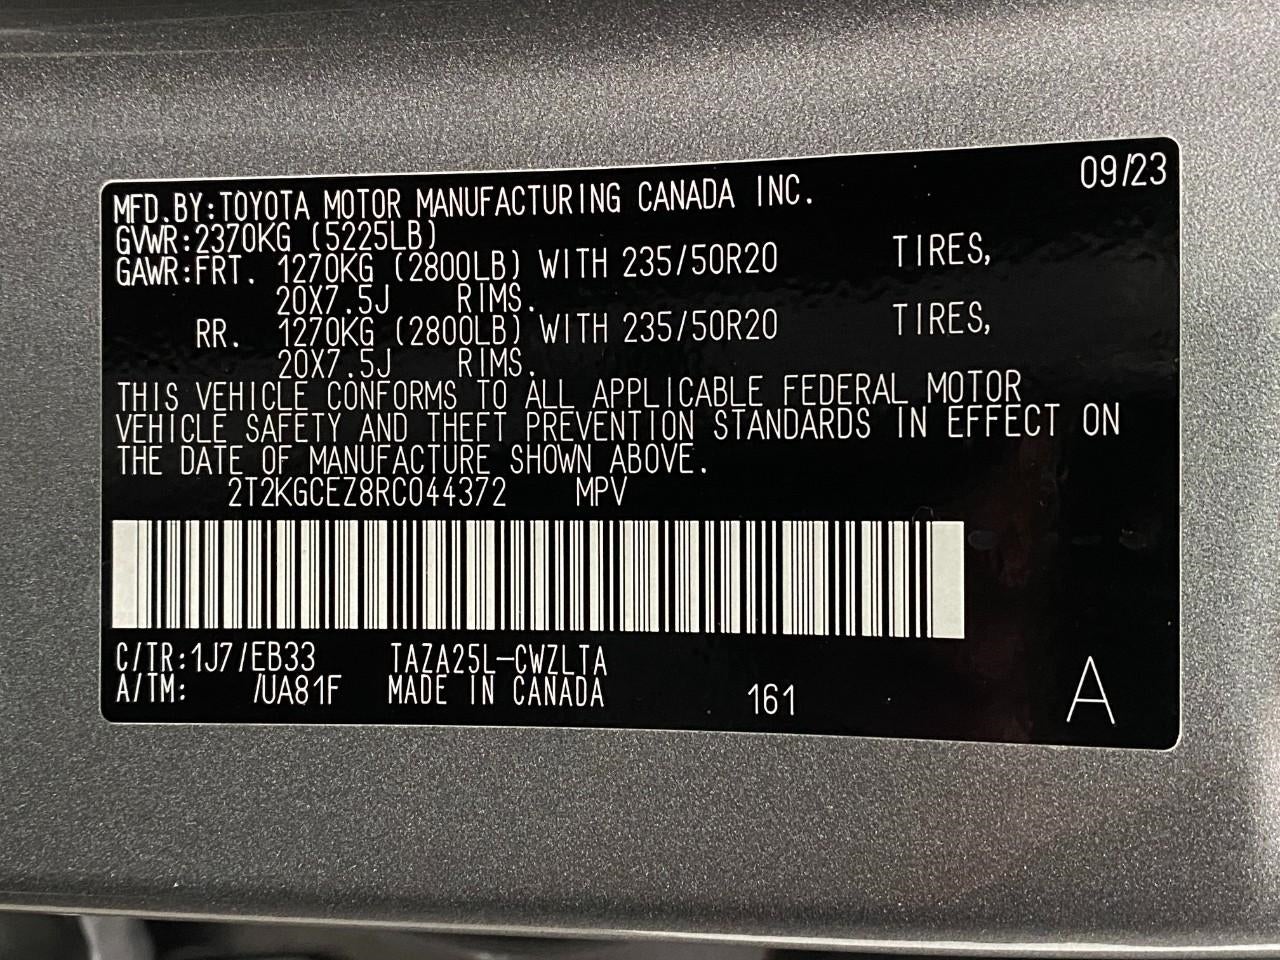 09/23
MFD.BY:TOYOTA MOTOR MANUFACTURING CANADA INC.
GVWR:2370KG (5225LB)
GAWR:FRT. 1270KG (2800LB) WITH 235/50R20 TIRES,
20X7.5J RIMS.
RR. 1270KG (2800LB) WITH 235/50R20 TIRES,
20X7.5J RIMS.
THIS VEHICLE CONFORMS TO ALL APPLICABLE FEDERAL MOTOR
VEHICLE SAFETY AND THEFT PREVENTION STANDARDS IN EFFECT ON
THE DATE OF MANUFACTURE SHOWN ABOVE.
2T2KGCEZ8RC044372 MPV
C/TR:1J7/EB33 TAZA25L-CWZLTA
A/TM: /UA81F MADE IN CANADA 161 A